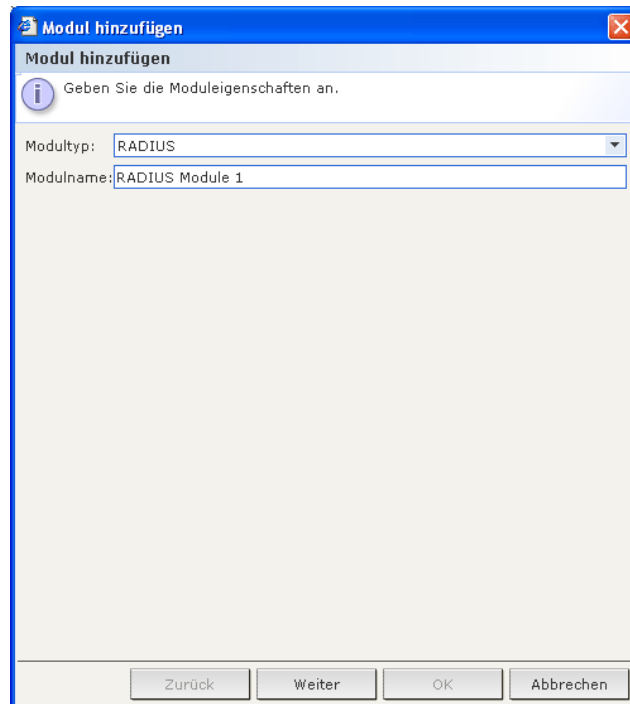 Modul hinzufügen
Modul hinzufügen
Geben Sie die Moduleigenschaften an.
Modultyp: RADIUS
Modulname: RADIUS Module 1
Zurück Weiter OK Abbrechen